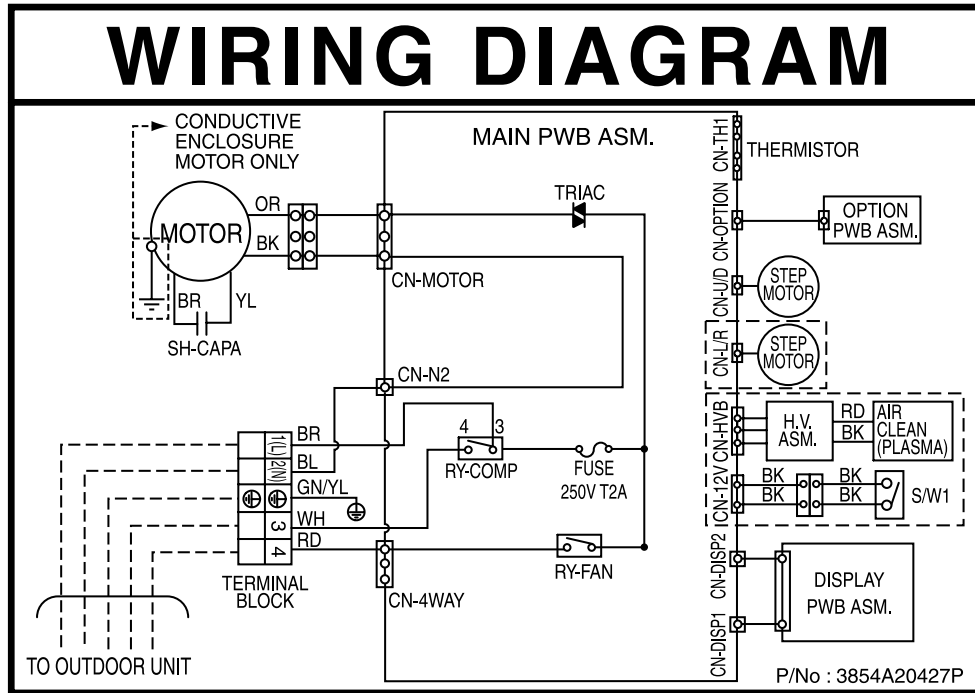 WIRING DIAGRAM
CONDUCTIVE
ENCLOSURE
MOTOR ONLY
MAIN PWB ASM.
CN-TH1
THERMISTOR
OR
TRIAC
MOTOR
BK
CN-MOTOR
CN-OPTION
OPTION
PWB ASM.
CN-U/D
STEP
MOTOR
BR
YL
SH-CAPA
CN-L/R
STEP
MOTOR
CN-N2
CN-HVB
H.V.
ASM.
RD
BK
AIR
CLEAN
(PLASMA)
1(L)
2(N)
3
4
BR
BL
GN/YL
WH
RD
4 3
RY-COMP
FUSE
250V T2A
CN-12V
BK
BK
BK
BK
S/W1
RY-FAN
TERMINAL
BLOCK
CN-4WAY
CN-DISP2
CN-DISP1
DISPLAY
PWB ASM.
TO OUTDOOR UNIT
P/No : 3854A20427P